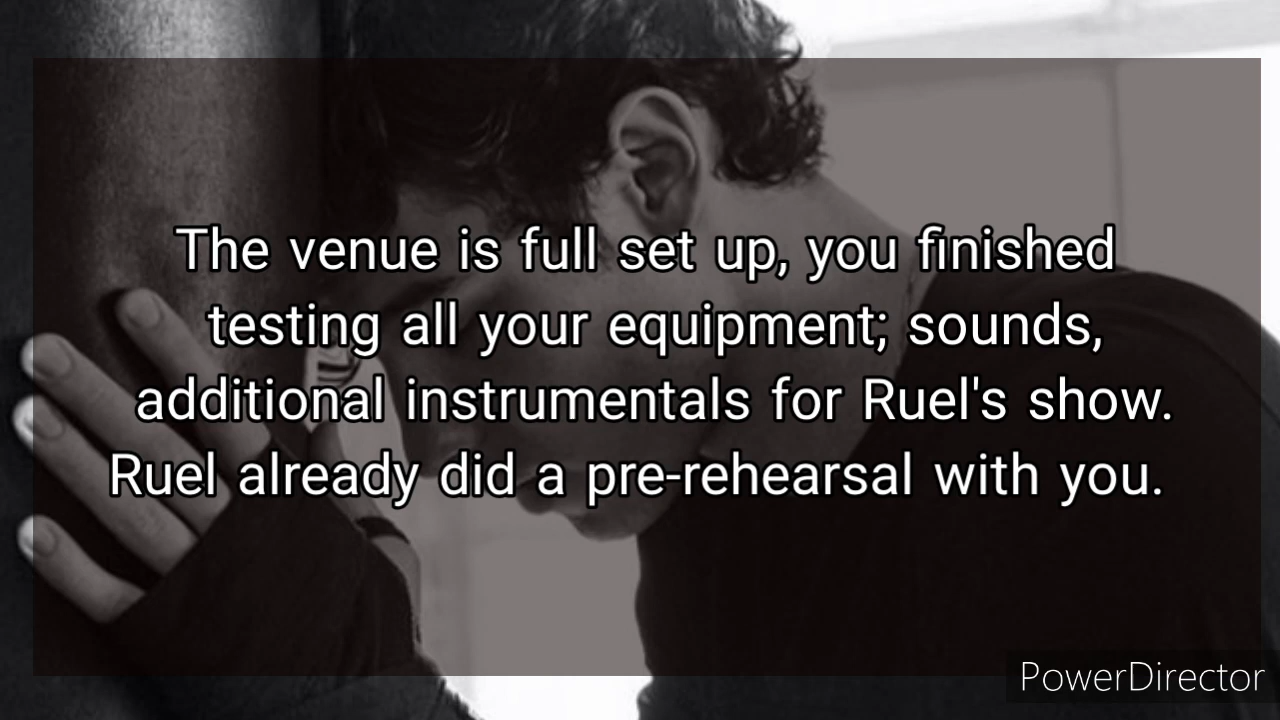 The venue is full set up, you finished
testing all your equipment; sounds,
additional instrumentals for Ruel's show.
Ruel already did a pre-rehearsal with you.
PowerDirector